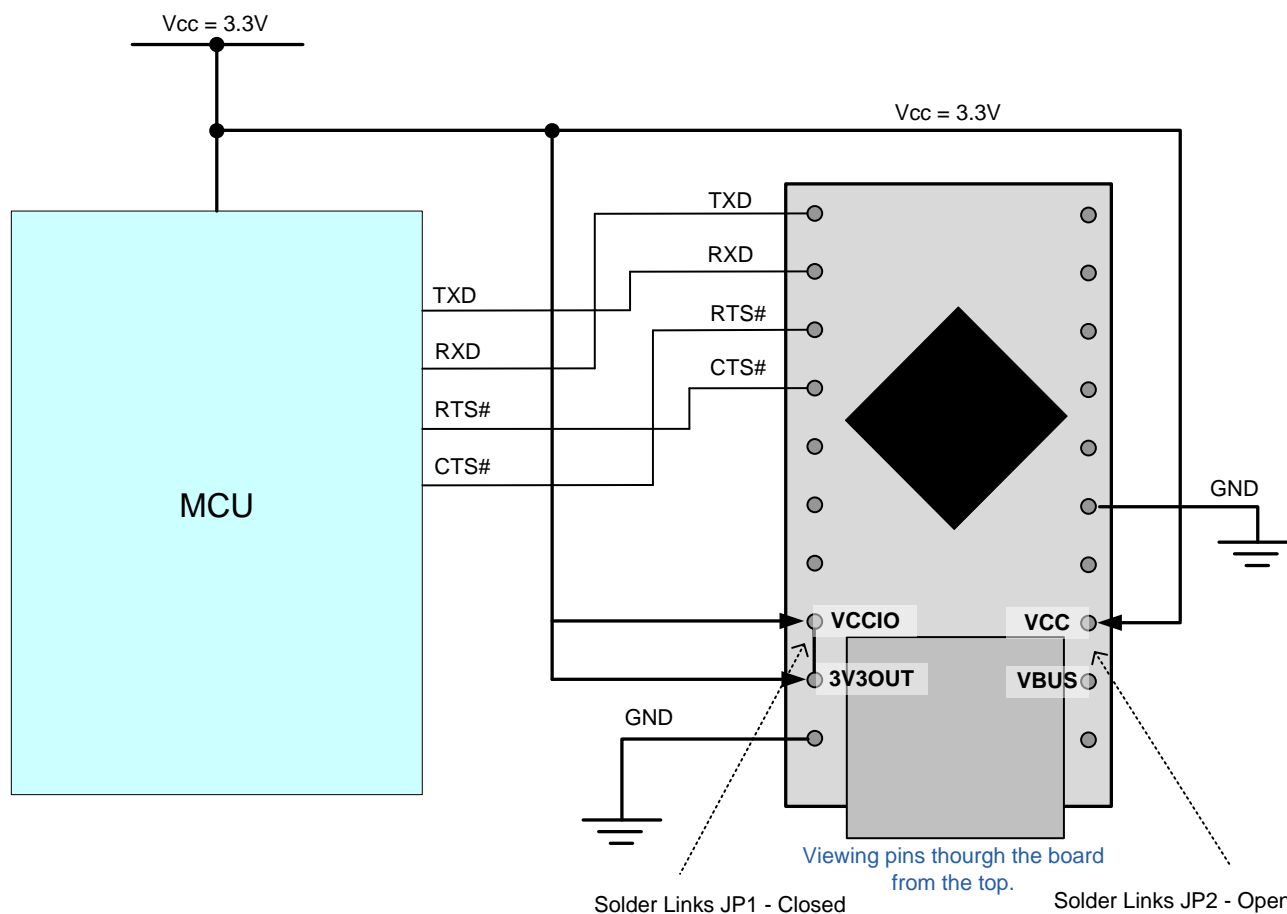 Vcc = 3.3V
Vcc = 3.3V
TXD
RXD
RTS#
CTS#
TXD
RXD
RTS#
CTS#
MCU
GND
VCCIO
VCC
3V3OUT
VBUS
GND
Viewing pins thourgh the board
from the top.
Solder Links JP1 - Closed
Solder Links JP2 - Open